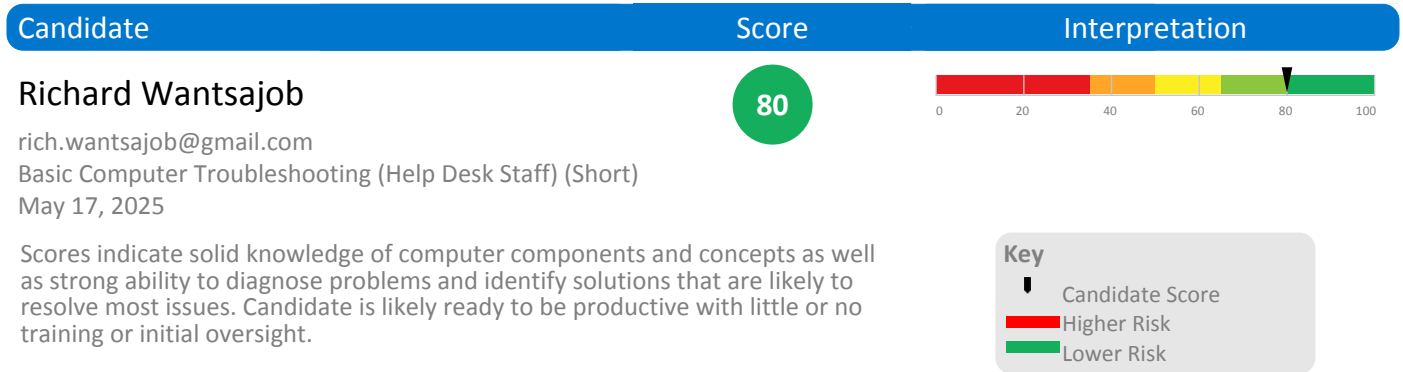 Candidate Score Interpretation
Richard Wantsajob
80
0 20 40 60 80 100
rich.wantsajob@gmail.com
Basic Computer Troubleshooting (Help Desk Staff) (Short)
May 17, 2025
Scores indicate solid knowledge of computer components and concepts as well
as strong ability to diagnose problems and identify solutions that are likely to
resolve most issues. Candidate is likely ready to be productive with little or no
training or initial oversight.
Key
Candidate Score
Higher Risk
Lower Risk